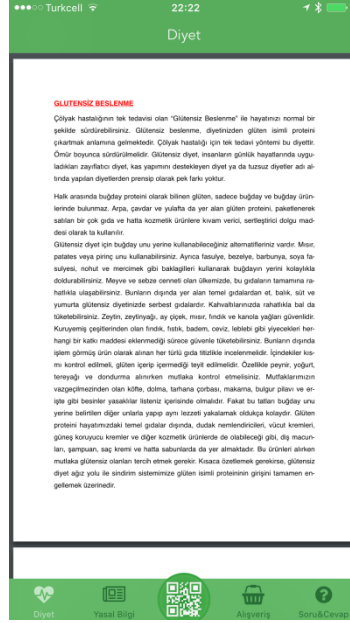 Turkcell 22:22
Diyet
GLUTENSİZ BESLENME
Çölyak hastalığının tek tedavisi olan "Glütensiz Beslenme" ile hayatınızı normal bir
şekilde sürdürebilirsiniz. Glütensiz beslenme, diyetinizden glüten isimli proteini
çıkartmak anlamına gelmektedir. Çölyak hastalığı için tek tedavi yöntemi bu diyettir.
Ömür boyunca sürdürülmelidir. Glütensiz diyet, insanların günlük hayatlarında uygu-
ladıkları zayıflatıcı diyet, kas yapımını destekleyen diyet ya da tuzsuz diyetler adı al-
tında yapılan diyetlerden prensip olarak pek farkı yoktur.
Halk arasında buğday proteini olarak bilinen glüten, sadece buğday ve buğday ürün-
lerinde bulunmaz. Arpa, çavdar ve yulafta da yer alan glüten proteini, paketlenerek
satılan bir çok gıda ve hatta kozmetik ürünlere kıvam verici, sertleştirici dolgu mad-
desi olarak ta kullanılır.
Glütensiz diyet için buğday unu yerine kullanabileceğiniz alternatifleriniz vardır. Mısır,
patates veya pirinç unu kullanabilirsiniz. Ayrıca fasulye, bezelye, barbunya, soya fa-
sulyesi, nohut ve mercimek gibi baklagilleri kullanarak buğdayın yerini kolaylıkla
doldurabilirsiniz. Meyve ve sebze cenneti olan ülkemizde, bu gıdaların tamamına ra-
hatlıkla ulaşabilirsiniz. Bunların dışında yer alan temel gıdalardan et, balık, süt ve
yumurta glütensiz diyetinizde serbest gıdalardır. Kahvaltılarınızda rahatlıkla bal da
tüketebilirsiniz. Zeytin, zeytinyağı, ay çiçek, mısır, fındık ve kanola yağları güvenlidir.
Kuruyemiş çeşitlerinden olan fındık, fıstık, badem, ceviz, leblebi gibi yiyecekleri her-
hangi bir katkı maddesi eklenmediği sürece güvenle tüketebilirsiniz. Bunların dışında
işlem görmüş ürün olarak alınan her türlü gıda titizlikle incelenmelidir. İçindekiler kıs-
mı kontrol edilmeli, glüten içerip içermediği teyit edilmelidir. Özellikle peynir, yoğurt,
tereyağı ve dondurma alınırken mutlaka kontrol etmelisiniz. Mutfaklarımızın
vazgeçilmezinden olan köfte, dolma, tarhana çorbası, makarna, bulgur pilavı ve er-
işte gibi besinler yasaklılar listeniz içerisinde olmalıdır. Fakat bu tatları buğday unu
yerine belirtilen diğer unlarla yapıp aynı lezzeti yakalamak oldukça kolaydır. Glüten
proteini hayatımızdaki temel gıdalar dışında, dudak nemlendiricileri, vücut kremleri,
güneş koruyucu kremler ve diğer kozmetik ürünlerde de olabileceği gibi, diş macun-
ları, şampuan, saç kremi ve hatta sabunlarda da yer almaktadır. Bu ürünleri alırken
mutlaka glütensiz olanları tercih etmek gerekir. Kısaca özetlemek gerekirse, glütensiz
diyet ağız yolu ile sindirim sistemimize glüten isimli proteininin girişini tamamen en-
gellemek üzerinedir.
Diyet Yasal Bilgi Alışveriş Soru&Cevap